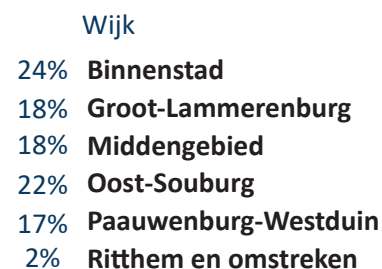 Wijk
24% Binnenstad
18% Groot-Lammerenburg
18% Middengebied
22% Oost-Souburg
17% Paauwenburg-Westduin
2% Ritthem en omstreken